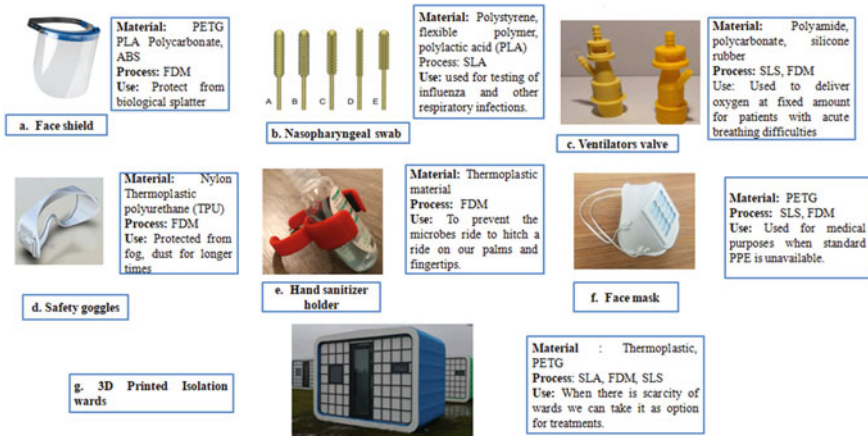 Material: PETG
PLA Polycarbonate,
ABS
Process: FDM
Use: Protect from
biological splatter
a. Face shield
A B C D E
b. Nasopharyngeal swab
Material: Polystyrene,
flexible polymer,
polylactic acid (PLA)
Process: SLA
Use: used for testing of
influenza and other
respiratory infections.
c. Ventilators valve
Material: Polyamide,
polycarbonate, silicone
rubber
Process: SLS, FDM
Use: Used to deliver
oxygen at fixed amount
for patients with acute
breathing difficulties
d. Safety goggles
Material: Nylon
Thermoplastic
polyurethane (TPU)
Process: FDM
Use: Protected from
fog, dust for longer
times
e. Hand sanitizer
holder
Material: Thermoplastic
material
Process: FDM
Use: To prevent the
microbes ride to hitch a
ride on our palms and
fingertips.
f. Face mask
Material: PETG
Process: SLS, FDM
Use: Used for medical
purposes when standard
PPE is unavailable.
g. 3D Printed Isolation
wards
Material : Thermoplastic,
PETG
Process: SLA, FDM, SLS
Use: When there is scarcity of
wards we can take it as option
for treatments.